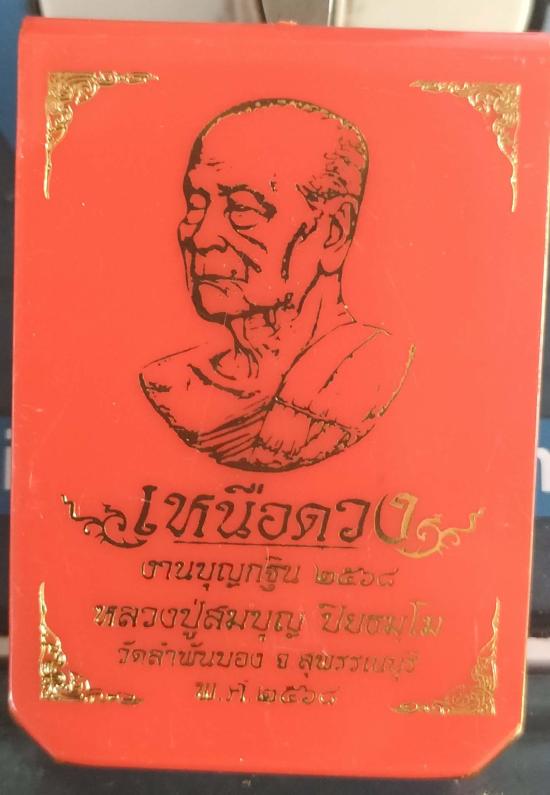 เหนือดวง
งานบุญกฐิน ๒๕๖๘
หลวงปู่สมบุญ ปิยธมฺโม
วัดลำพันบอง จ สุพรรณบุรี
พ.ศ.๒๕๖๘